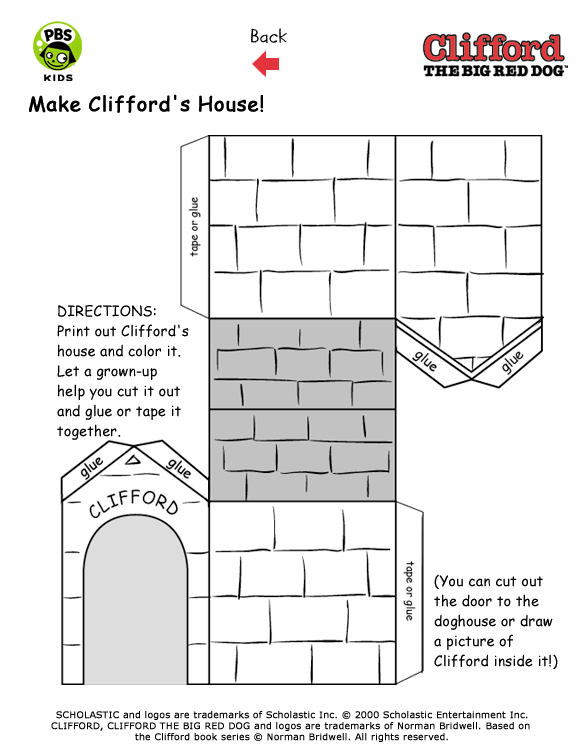 PBS
KIDS
Back
Clifford
THE BIG RED DOG™
Make Clifford's House!
tape or glue
DIRECTIONS:
Print out Clifford's
house and color it.
Let a grown-up
help you cut it out
and glue or tape it
together.
glue
glue
glue
glue
CLIFFORD
tape or glue
(You can cut out
the door to the
doghouse or draw
a picture of
Clifford inside it!)
SCHOLASTIC and logos are trademarks of Scholastic Inc. © 2000 Scholastic Entertainment Inc.
CLIFFORD, CLIFFORD THE BIG RED DOG and logos are trademarks of Norman Bridwell. Based on
the Clifford book series © Norman Bridwell. All rights reserved.